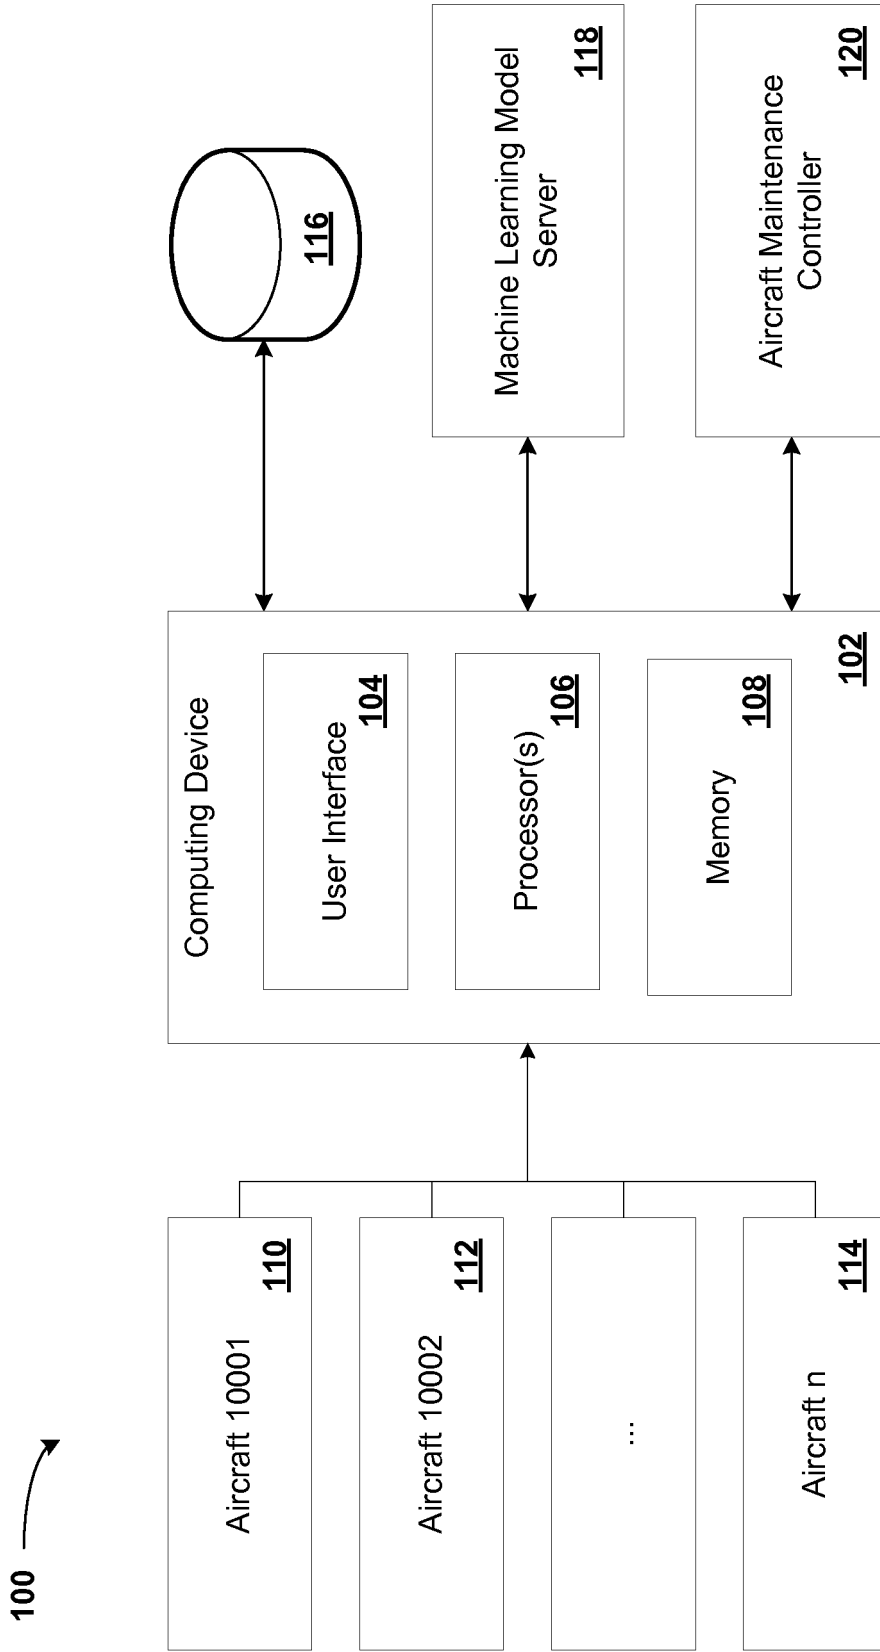 100
Aircraft 10001
110
Aircraft 10002
112
...
Aircraft n
114
Computing Device
User Interface
104
Processor(s)
106
Memory
108
102
116
Machine Learning Model
Server
118
Aircraft Maintenance
Controller
120